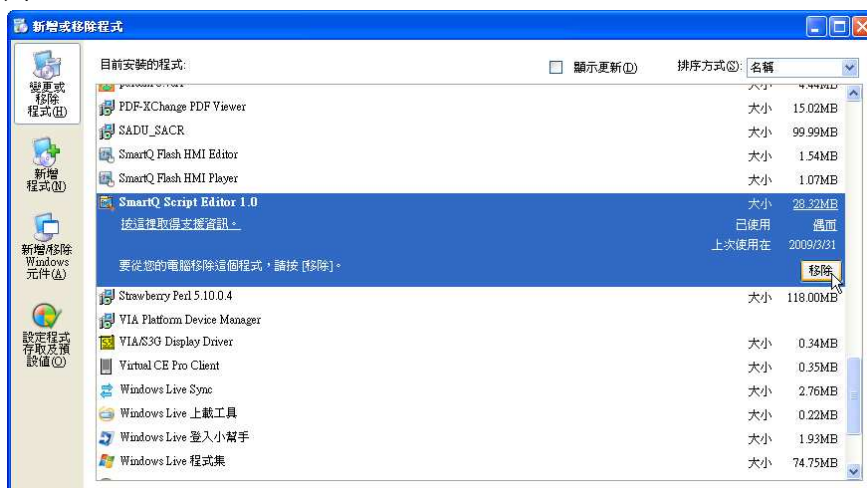 新增或移除程式
變更或
移除
程式(H)
新增
程式(N)
新增/移除
Windows
元件(A)
設定程式
存取及預
設值(O)
目前安裝的程式:
顯示更新(D)
排序方式(S): 名稱
大小 4.44MB
PDF-XChange PDF Viewer 大小 15.02MB
SADU_SACR 大小 99.99MB
SmartQ Flash HMI Editor 大小 1.54MB
SmartQ Flash HMI Player 大小 1.07MB
SmartQ Script Editor 1.0 大小 28.32MB
按這裡取得支援資訊。 已使用 偶而
上次使用在 2009/3/31
要從您的電腦移除這個程式，請按 [移除]。 移除
Strawberry Perl 5.10.0.4 大小 118.00MB
VIA Platform Device Manager
VIA/S3G Display Driver 大小 0.34MB
Virtual CE Pro Client 大小 0.35MB
Windows Live Sync 大小 2.76MB
Windows Live 上載工具 大小 0.22MB
Windows Live 登入小幫手 大小 1.93MB
Windows Live 程式集 大小 74.75MB